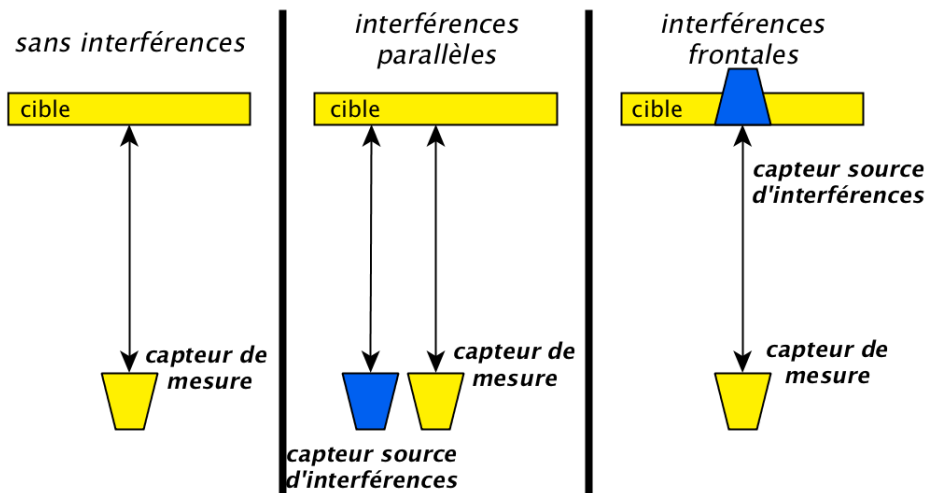 sans interférences
cible
capteur de
mesure
interférences
parallèles
cible
capteur de
mesure
capteur source
d'interférences
interférences
frontales
cible
capteur source
d'interférences
capteur de
mesure